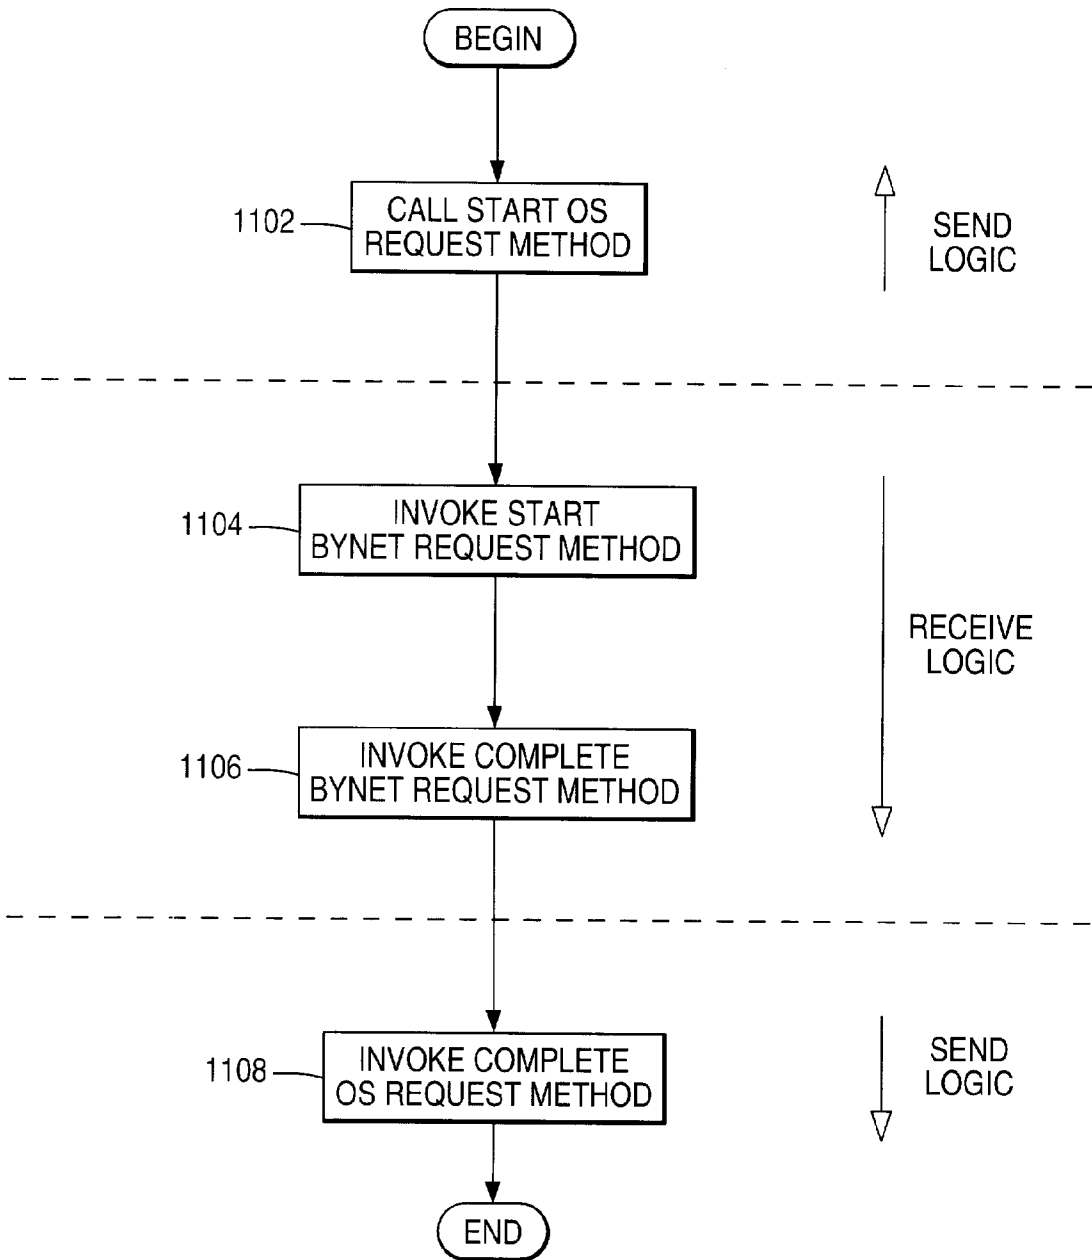 BEGIN
1102
CALL START OS
REQUEST METHOD
SEND
LOGIC
1104
INVOKE START
BYNET REQUEST METHOD
RECEIVE
LOGIC
1106
INVOKE COMPLETE
BYNET REQUEST METHOD
1108
INVOKE COMPLETE
OS REQUEST METHOD
SEND
LOGIC
END